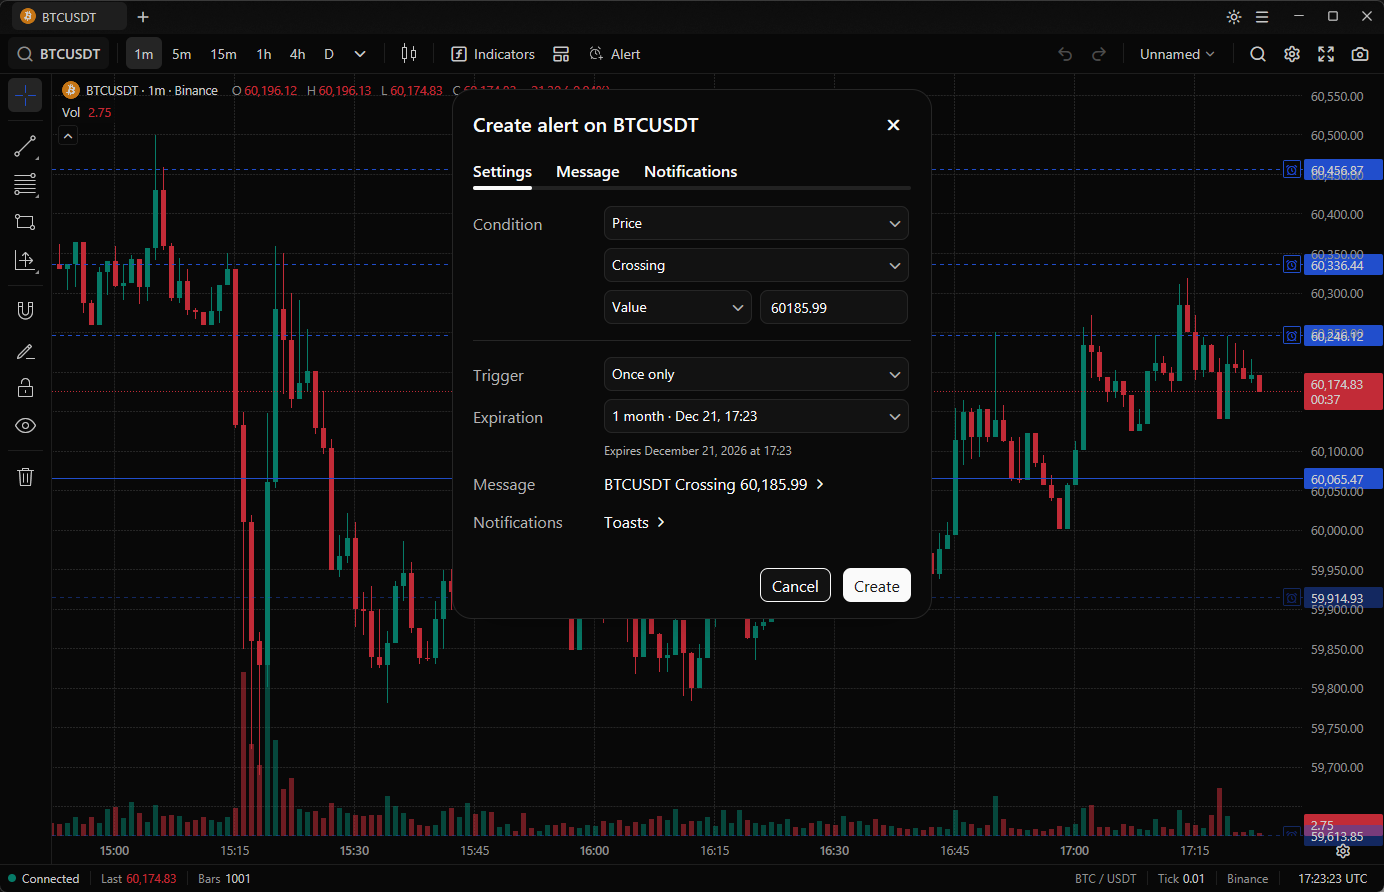 BTCUSDT
BTCUSDT 1m 5m 15m 1h 4h D Indicators Alert Unnamed
BTCUSDT · 1m · Binance O 60,196.12 H 60,196.13 L 60,174.83 C
Vol 2.75
Create alert on BTCUSDT
Settings Message Notifications
Condition Price
Crossing
Value 60185.99
Trigger Once only
Expiration 1 month · Dec 21, 17:23
Expires December 21, 2026 at 17:23
Message BTCUSDT Crossing 60,185.99
Notifications Toasts
Cancel Create
60,550.00
60,500.00
60,456.87
60,400.00
60,350.00
60,336.44
60,300.00
60,246.12
60,174.83
00:37
60,100.00
60,065.47
60,050.00
60,000.00
59,950.00
59,914.93
59,900.00
59,850.00
59,800.00
59,750.00
59,700.00
2.75
59,613.85
15:00 15:15 15:30 15:45 16:00 16:15 16:30 16:45 17:00 17:15
Connected Last 60,174.83 Bars 1001 BTC / USDT Tick 0.01 Binance 17:23:23 UTC